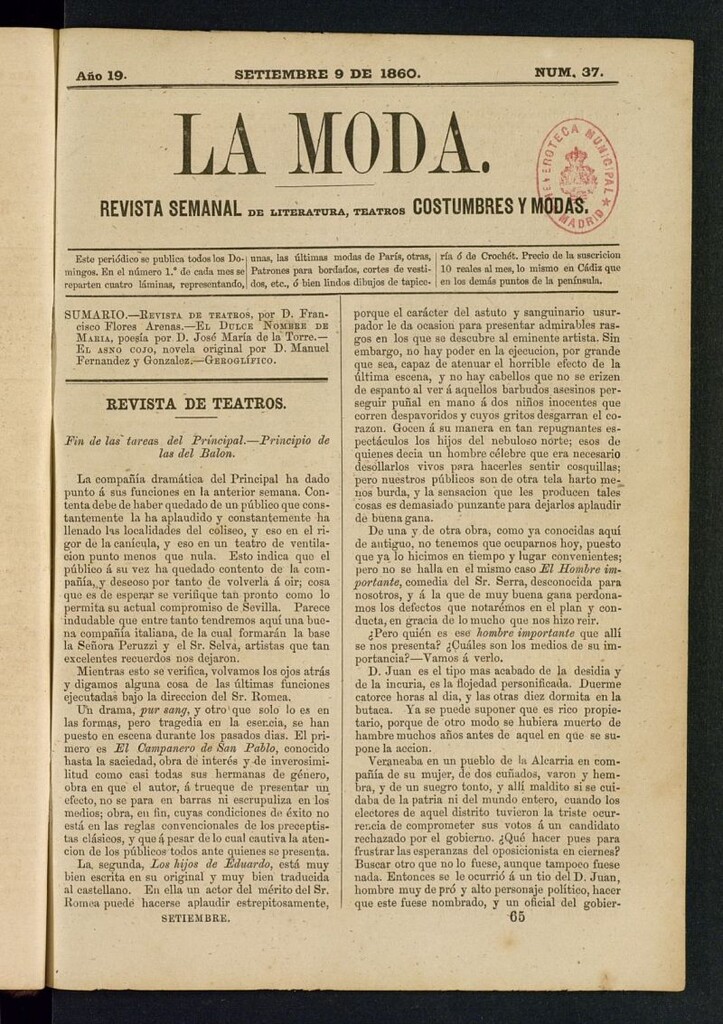 Año 19.
SETIEMBRE 9 DE 1860.
NUM. 37.
LA MODA.
REVISTA SEMANAL DE LITERATURA, TEATROS COSTUMBRES Y MODAS.
HEMEROTECA MUNICIPAL
MADRID
Este periódico se publica todos los Do-
mingos. En el número 1.º de cada mes se
reparten cuatro láminas, representando,
unas, las últimas modas de París, otras,
Patrones para bordados, cortes de vesti-
dos, etc., ó bien lindos dibujos de tapice-
ría ó de Crochét. Precio de la suscricion
10 reales al mes, lo mismo en Cádiz que
en los demás puntos de la península.
SUMARIO.—REVISTA DE TEATROS, por D. Fran-
cisco Flores Arenas.—EL DULCE NOMBRE DE
MARIA, poesía por D. José María de la Torre.—
EL ASNO COJO, novela original por D. Manuel
Fernandez y Gonzalez.—GEROGLÍFICO.
REVISTA DE TEATROS.
Fin de las tareas del Principal.—Principio de
las del Balon.
La compañía dramática del Principal ha dado
punto á sus funciones en la anterior semana. Con-
tenta debe de haber quedado de un público que cons-
tantemente la ha aplaudido y constantemente ha
llenado las localidades del coliseo, y eso en el ri-
gor de la canícula, y eso en un teatro de ventila-
cion punto menos que nula. Esto indica que el
público á su vez ha quedado contento de la com-
pañía, y deseoso por tanto de volverla á oir; cosa
que es de esperar se verifique tan pronto como lo
permita su actual compromiso de Sevilla. Parece
indudable que entre tanto tendremos aquí una bue-
na compañía italiana, de la cual formarán la base
la Señora Peruzzi y el Sr. Selva, artistas que tan
excelentes recuerdos nos dejaron.
Mientras esto se verifica, volvamos los ojos atrás
y digamos alguna cosa de las últimas funciones
ejecutadas bajo la direccion del Sr. Romea.
Un drama, pur sang, y otro que solo lo es en
las formas, pero tragedia en la esencia, se han
puesto en escena durante los pasados dias. El pri-
mero es El Campanero de San Pablo, conocido
hasta la saciedad, obra de interés y de inverosimi-
litud como casi todas sus hermanas de género,
obra en que el autor, á trueque de presentar un
efecto, no se para en barras ni escrupuliza en los
medios; obra, en fin, cuyas condiciones de éxito no
está en las reglas convencionales de los preceptis-
tas clásicos, y que á pesar de lo cual cautiva la aten-
cion de los públicos todos ante quienes se presenta.
La segunda, Los hijos de Eduardo, está muy
bien escrita en su original y muy bien traducida
al castellano. En ella un actor del mérito del Sr.
Romea puede hacerse aplaudir estrepitosamente,
SETIEMBRE.
porque el carácter del astuto y sanguinario usur-
pador le da ocasion para presentar admirables ras-
gos en los que se descubre al eminente artista. Sin
embargo, no hay poder en la ejecucion, por grande
que sea, capaz de atenuar el horrible efecto de la
última escena, y no hay cabellos que no se erizen
de espanto al ver á aquellos barbudos asesinos per-
seguir puñal en mano á dos niños inocentes que
corren despavoridos y cuyos gritos desgarran el co-
razon. Gocen á su manera en tan repugnantes es-
pectáculos los hijos del nebuloso norte; esos de
quienes decia un hombre célebre que era necesario
desollarlos vivos para hacerles sentir cosquillas;
pero nuestros públicos son de otra tela harto me-
nos burda, y la sensacion que les producen tales
cosas es demasiado punzante para dejarlos aplaudir
de buena gana.
De una y de otra obra, como ya conocidas aquí
de antiguo, no tenemos que ocuparnos hoy, puesto
que ya lo hicimos en tiempo y lugar convenientes;
pero no se halla en el mismo caso El Hombre im-
portante, comedia del Sr. Serra, desconocida para
nosotros, y á la que de muy buena gana perdona-
mos los defectos que notarémos en el plan y con-
ducta, en gracia de lo mucho que nos hizo reir.
¿Pero quién es ese hombre importante que allí
se nos presenta? ¿Cuáles son los medios de su im-
portancia?—Vamos á verlo.
D. Juan es el tipo mas acabado de la desidia y
de la incuria, es la flojedad personificada. Duerme
catorce horas al dia, y las otras diez dormita en la
butaca. Ya se puede suponer que es rico propie-
tario, porque de otro modo se hubiera muerto de
hambre muchos años antes de aquel en que se su-
pone la accion.
Veraneaba en un pueblo de la Alcarria en com-
pañía de su mujer, de dos cuñados, varon y hem-
bra, y de un suegro tonto, y allí maldito si se cui-
daba de la patria ni del mundo entero, cuando los
electores de aquel distrito tuvieron la triste ocur-
rencia de comprometer sus votos á un candidato
rechazado por el gobierno. ¿Qué hacer pues para
frustrar las esperanzas del oposicionista en ciernes?
Buscar otro que no lo fuese, aunque tampoco fuese
nada. Entonces se le ocurrió á un tio del D. Juan,
hombre muy de pró y alto personaje político, hacer
que este fuese nombrado, y un oficial del gobier-
65